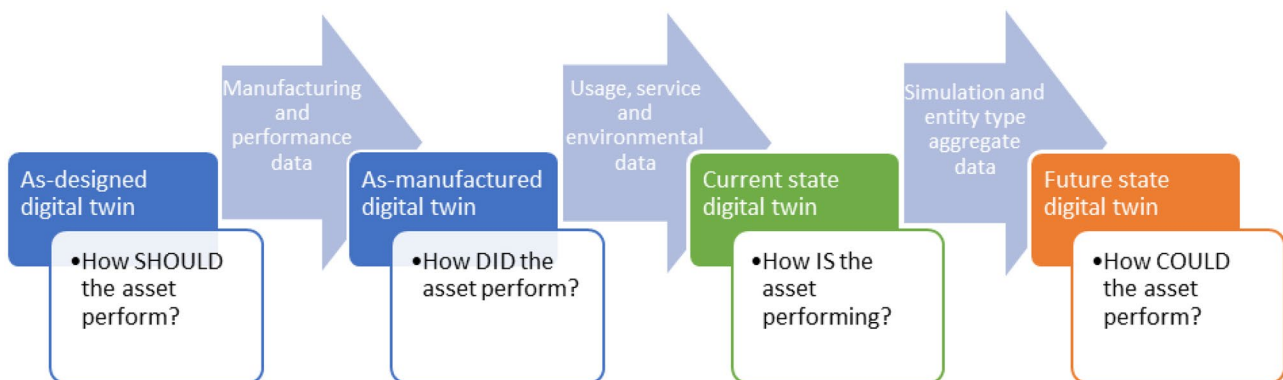 Manufacturing
and
performance
data
Usage, service
and
environmental
data
Simulation and
entity type
aggregate
data
As-designed
digital twin
As-manufactured
digital twin
Current state
digital twin
Future state
digital twin
•How SHOULD
the asset
perform?
•How DID the
asset perform?
•How IS the
asset
performing?
•How COULD
the asset
perform?